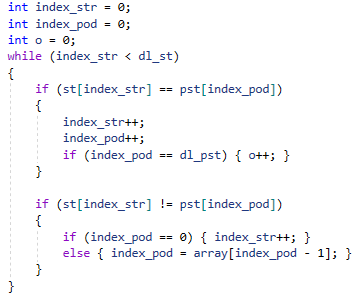 int index_str = 0;
int index_pod = 0;
int o = 0;
while (index_str < dl_st)
{
    if (st[index_str] == pst[index_pod])
    {
        index_str++;
        index_pod++;
        if (index_pod == dl_pst) { o++; }
    }

    if (st[index_str] != pst[index_pod])
    {
        if (index_pod == 0) { index_str++; }
        else { index_pod = array[index_pod - 1]; }
    }
}